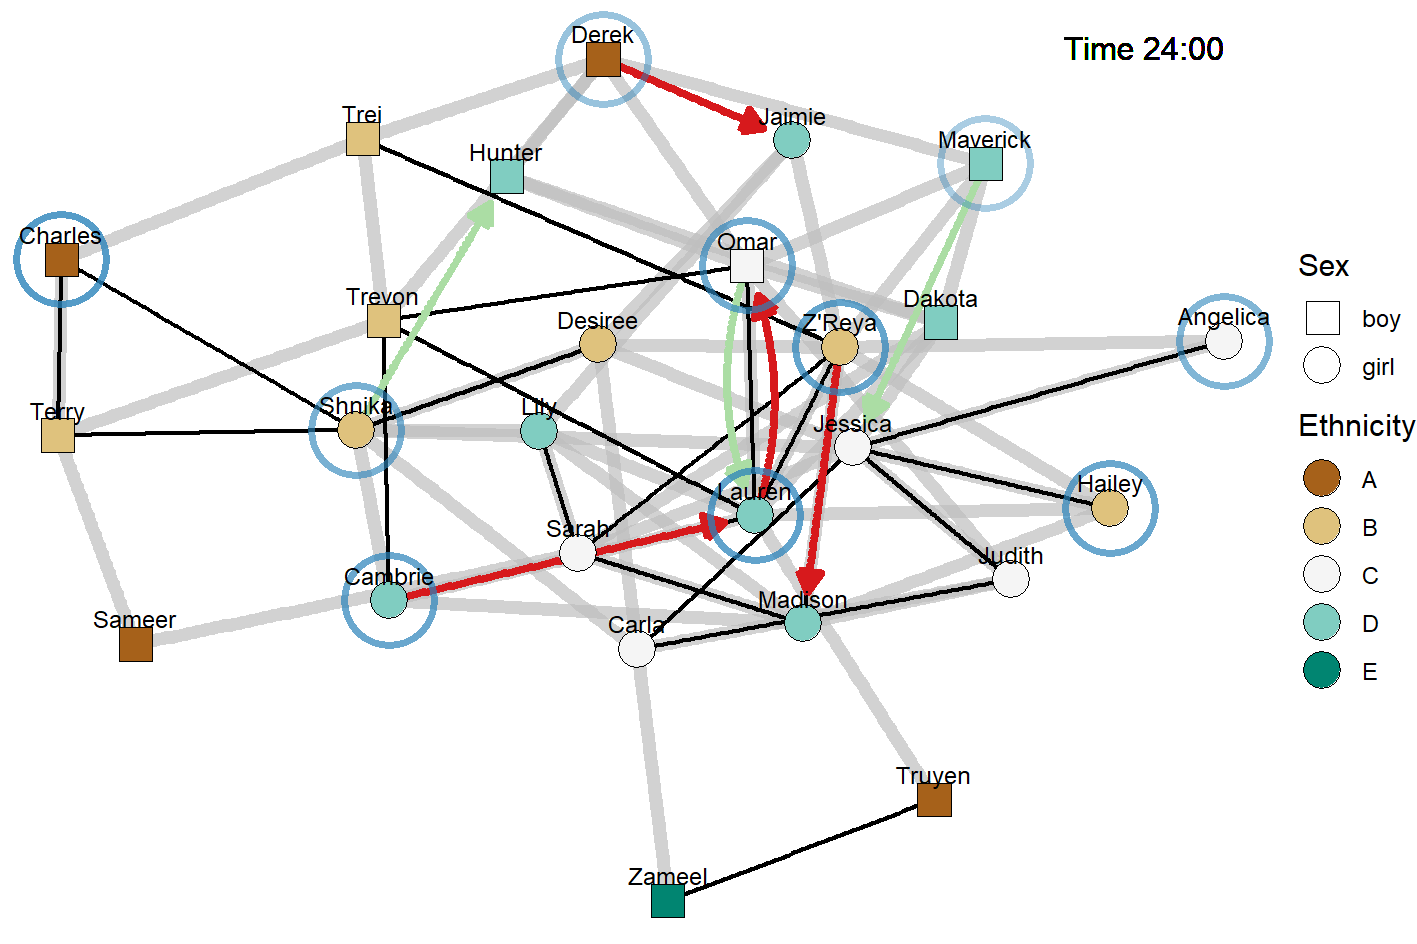 Derek
Time 24:00
Trei
Jaimie
Hunter
Maverick
Charles
Omar
Trevon
Dakota
Desiree
Z'Reya
Angelica
Terry
Shnika
Lily
Jessica
Lauren
Hailey
Sarah
Judith
Cambrie
Madison
Sameer
Carla
Truyen
Zameel
Sex
boy
girl
Ethnicity
A
B
C
D
E